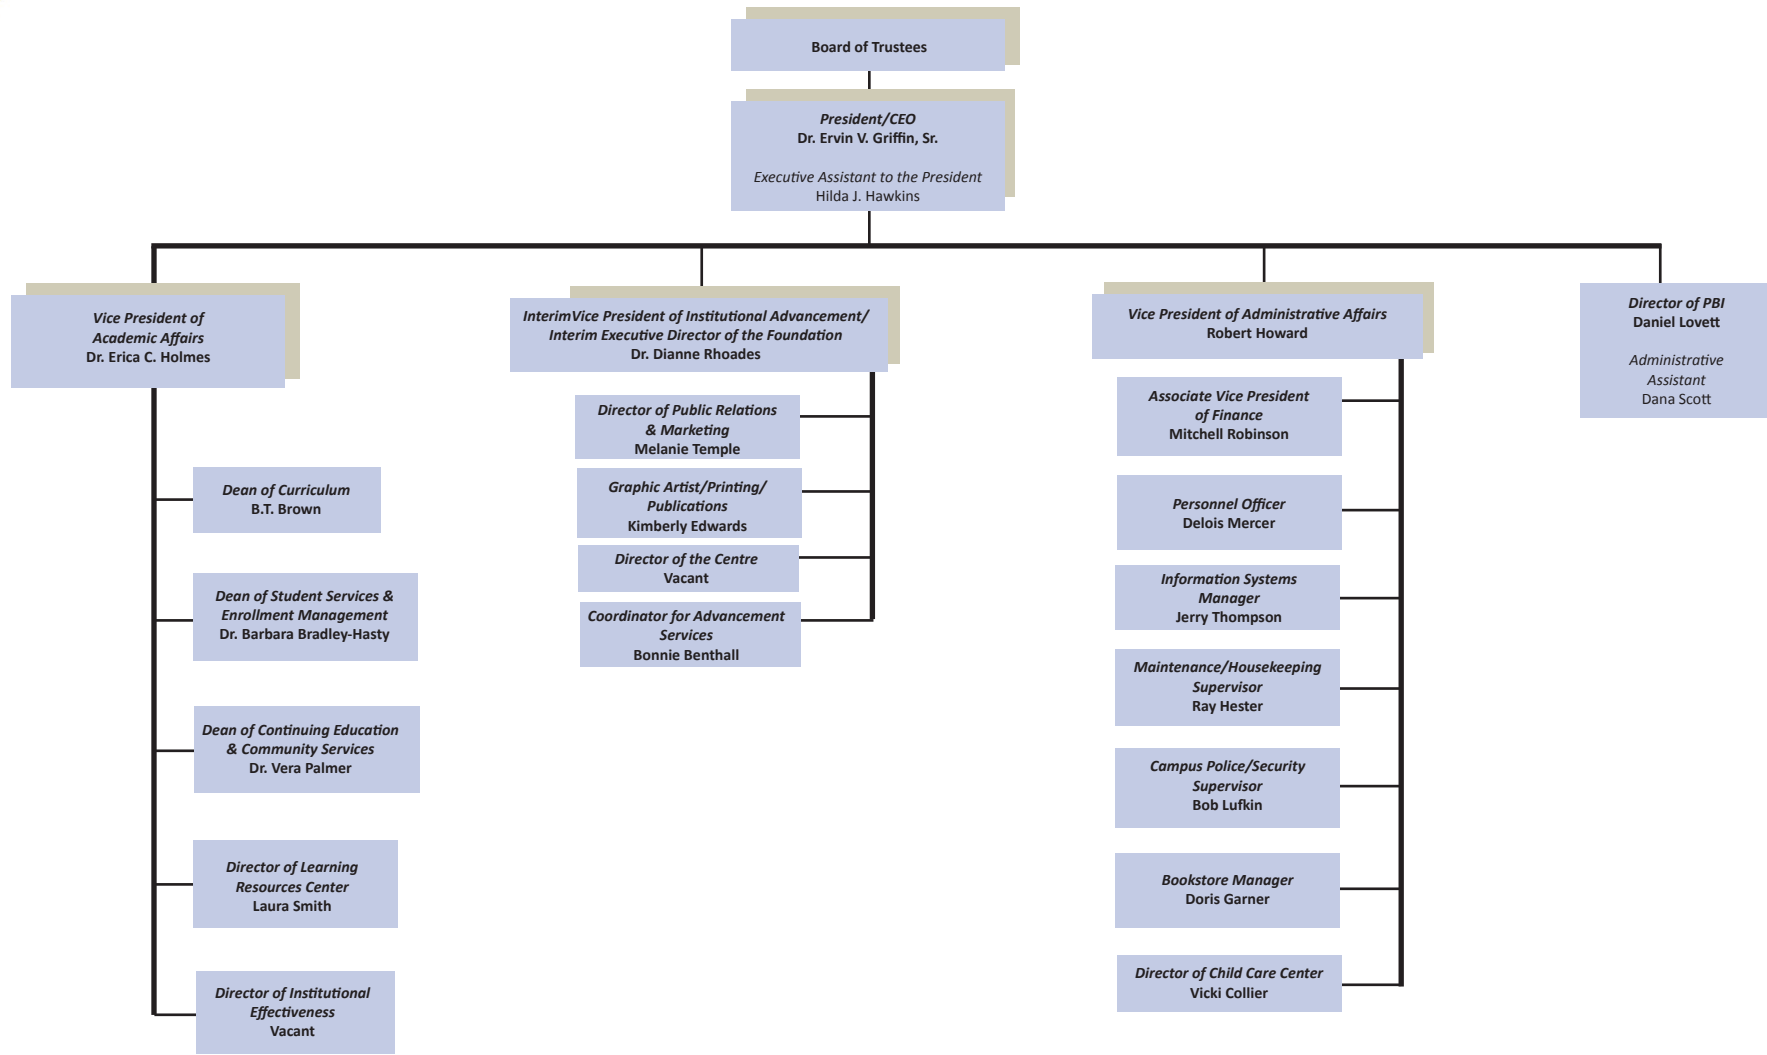 Board of Trustees
President/CEO
Dr. Ervin V. Griffin, Sr.
Executive Assistant to the President
Hilda J. Hawkins
Vice President of
Academic Affairs
Dr. Erica C. Holmes
Dean of Curriculum
B.T. Brown
Dean of Student Services &
Enrollment Management
Dr. Barbara Bradley-Hasty
Dean of Continuing Education
& Community Services
Dr. Vera Palmer
Director of Learning
Resources Center
Laura Smith
Director of Institutional
Effectiveness
Vacant
InterimVice President of Institutional Advancement/
Interim Executive Director of the Foundation
Dr. Dianne Rhoades
Director of Public Relations
& Marketing
Melanie Temple
Graphic Artist/Printing/
Publications
Kimberly Edwards
Director of the Centre
Vacant
Coordinator for Advancement
Services
Bonnie Benthall
Vice President of Administrative Affairs
Robert Howard
Associate Vice President
of Finance
Mitchell Robinson
Personnel Officer
Delois Mercer
Information Systems
Manager
Jerry Thompson
Maintenance/Housekeeping
Supervisor
Ray Hester
Campus Police/Security
Supervisor
Bob Lufkin
Bookstore Manager
Doris Garner
Director of Child Care Center
Vicki Collier
Director of PBI
Daniel Lovett
Administrative
Assistant
Dana Scott